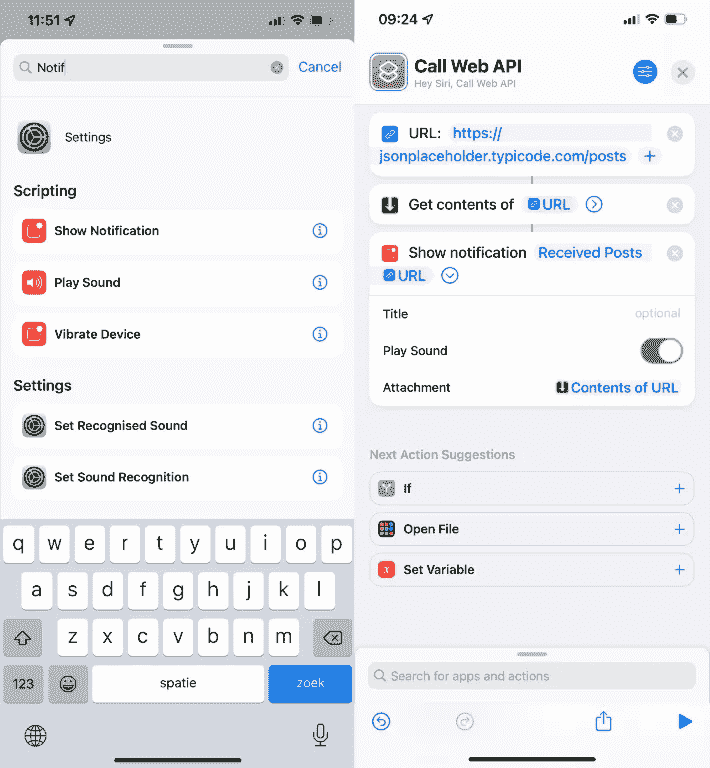 11:51
Notif
Cancel
Settings
Scripting
Show Notification
Play Sound
Vibrate Device
Settings
Set Recognised Sound
Set Sound Recognition
q w e r t y u i o p
a s d f g h j k l
z x c v b n m
123
spatie
zoek
09:24
Call Web API
Hey Siri, Call Web API
URL: https://
jsonplaceholder.typicode.com/posts
Get contents of URL
Show notification Received Posts
URL
Title optional
Play Sound
Attachment Contents of URL
Next Action Suggestions
If
Open File
Set Variable
Search for apps and actions